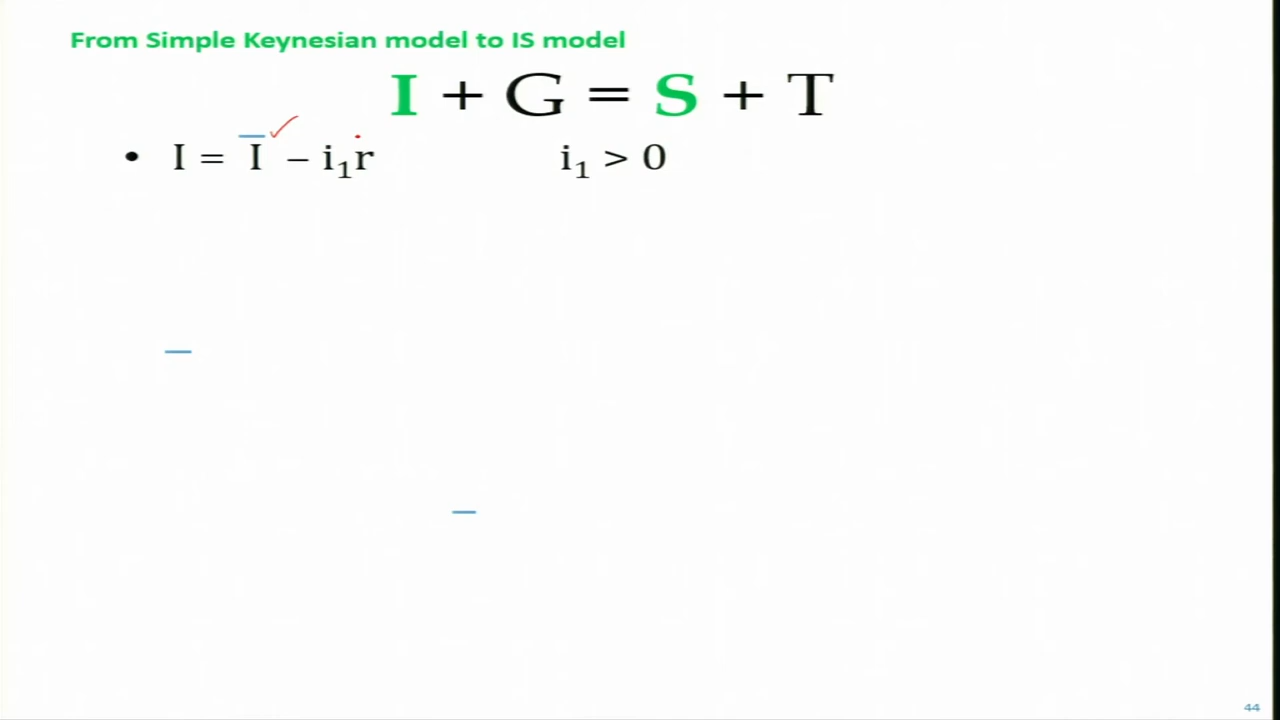 From Simple Keynesian model to IS model
I + G = S + T
• I = I̅ – i₁r i₁ > 0
44